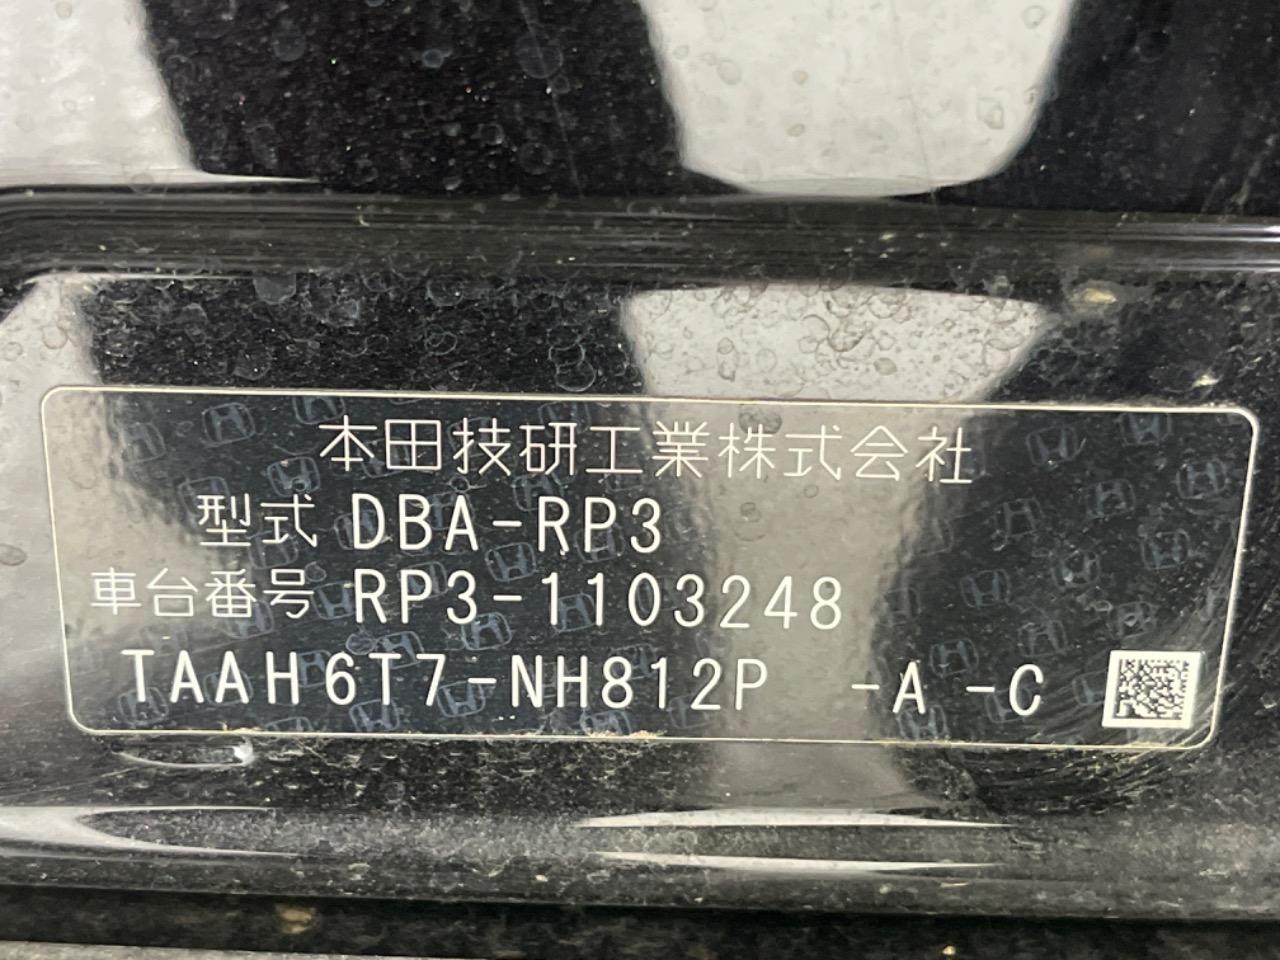 本田技研工業株式会社
型式 DBA-RP3
車台番号 RP3-1103248
TAAH6T7-NH812P -A -C